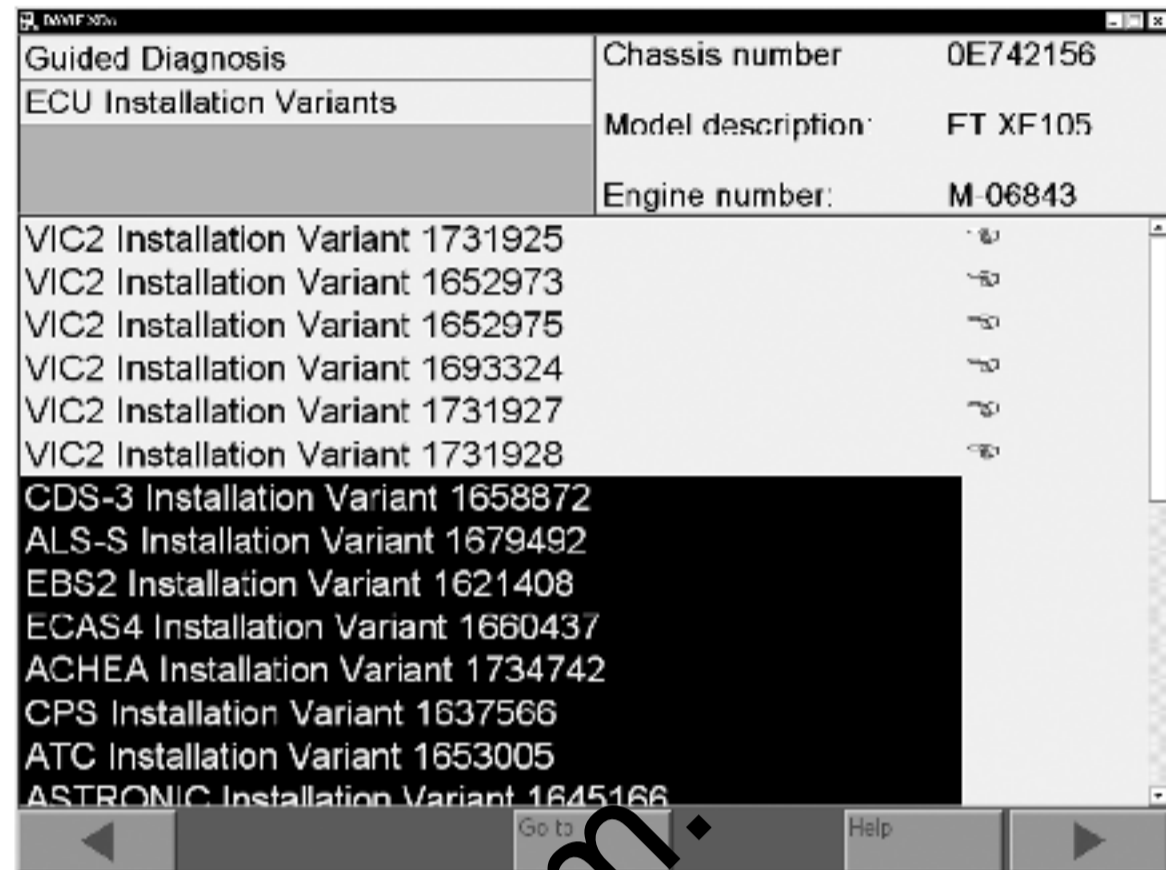 DAVIE XDc
Guided Diagnosis
ECU Installation Variants
Chassis number 0E742156
Model description: FT XF105
Engine number: M-06843
VIC2 Installation Variant 1731925
VIC2 Installation Variant 1652973
VIC2 Installation Variant 1652975
VIC2 Installation Variant 1693324
VIC2 Installation Variant 1731927
VIC2 Installation Variant 1731928
CDS-3 Installation Variant 1658872
ALS-S Installation Variant 1679492
EBS2 Installation Variant 1621408
ECAS4 Installation Variant 1660437
ACHEA Installation Variant 1734742
CPS Installation Variant 1637566
ATC Installation Variant 1653005
ASTRONIC Installation Variant 1645166
Go to
Help